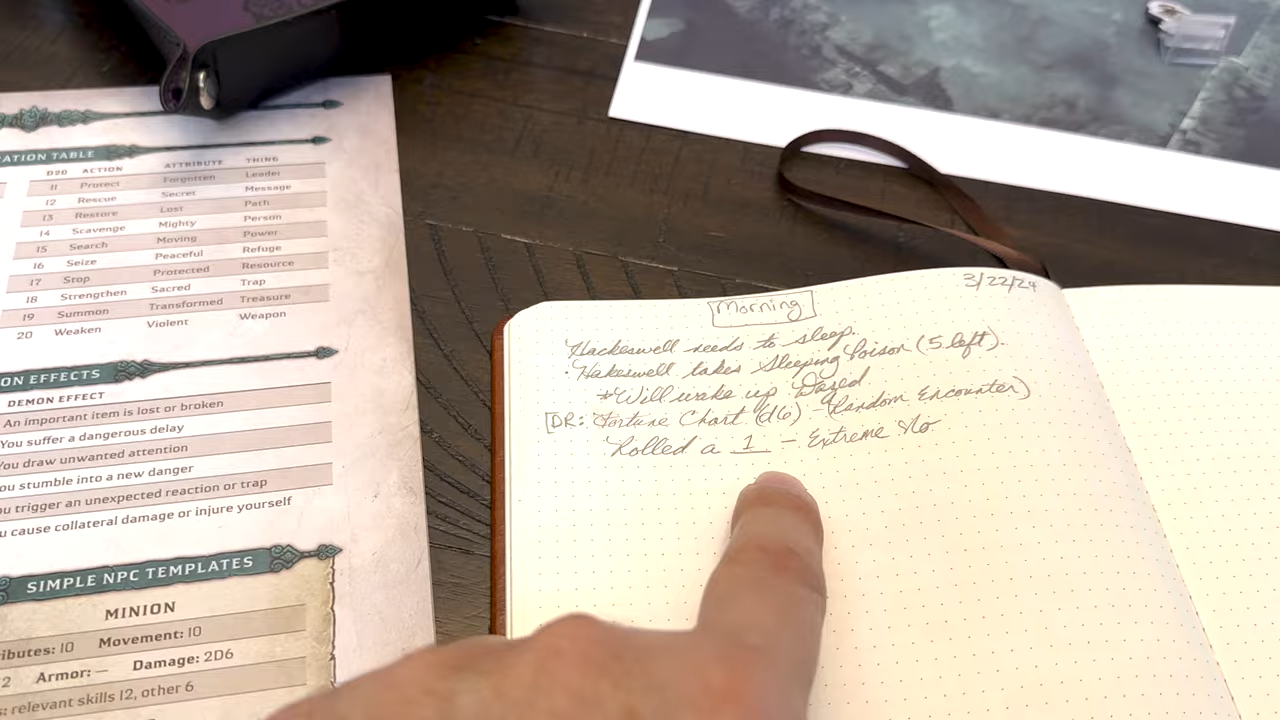 ATION TABLE
D20 ACTION ATTRIBUTE THING
11 Protect Forgotten Leader
12 Rescue Secret Message
13 Restore Lost Path
14 Scavenge Mighty Person
15 Search Moving Power
16 Seize Peaceful Refuge
17 Stop Protected Resource
18 Strengthen Sacred Trap
19 Summon Transformed Treasure
20 Weaken Violent Weapon
ON EFFECTS
DEMON EFFECT
An important item is lost or broken
You suffer a dangerous delay
You draw unwanted attention
ou stumble into a new danger
u trigger an unexpected reaction or trap
u cause collateral damage or injure yourself
SIMPLE NPC TEMPLATES
MINION
ibutes: 10 Movement: 10
2 Armor: — Damage: 2D6
s: relevant skills 12, other 6
3/22/24
Morning
· Hackeswell needs to sleep.
· Hakeswell takes Sleeping Poison (5 left).
*Will wake up Dazed
[DR: Fortune Chart (d6) - (Random Encounter)
Rolled a 1 - Extreme No